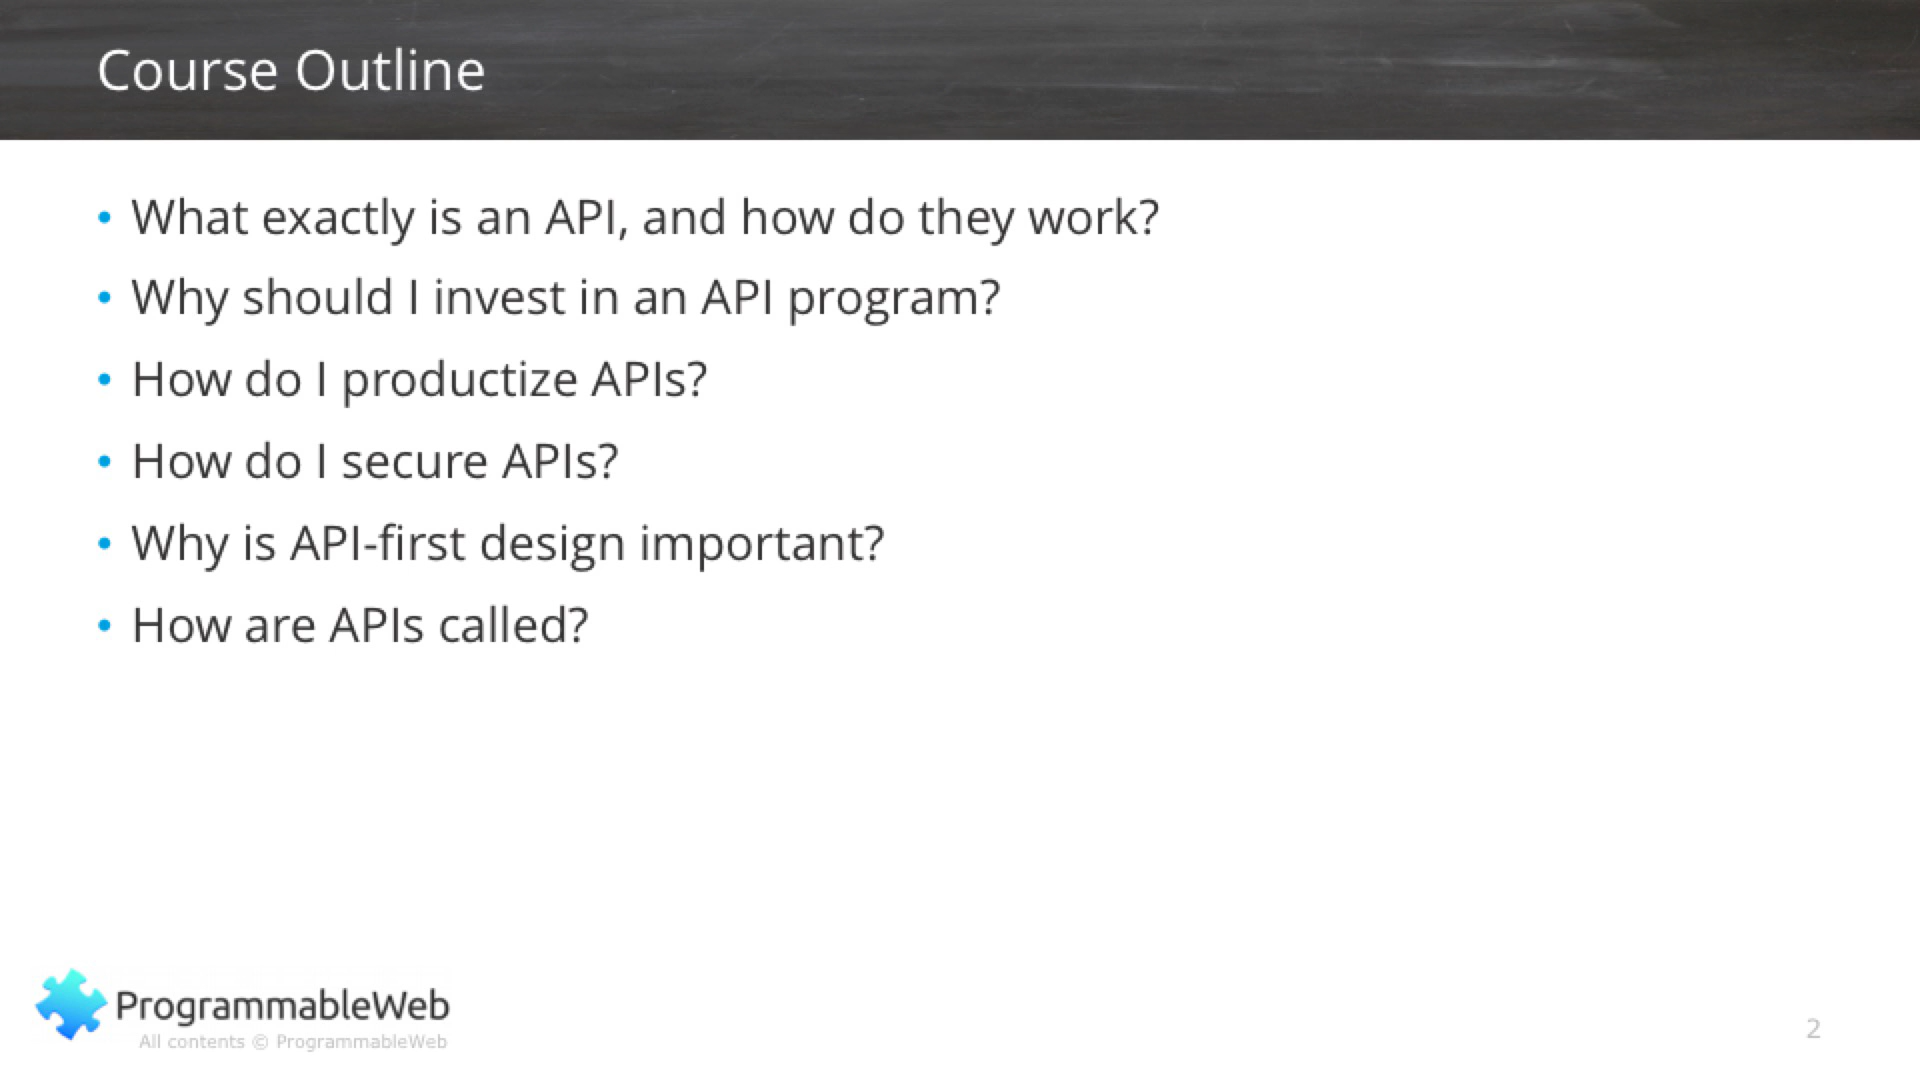 Course Outline
• What exactly is an API, and how do they work?
• Why should I invest in an API program?
• How do I productize APIs?
• How do I secure APIs?
• Why is API-first design important?
• How are APIs called?
ProgrammableWeb
All contents © ProgrammableWeb
2